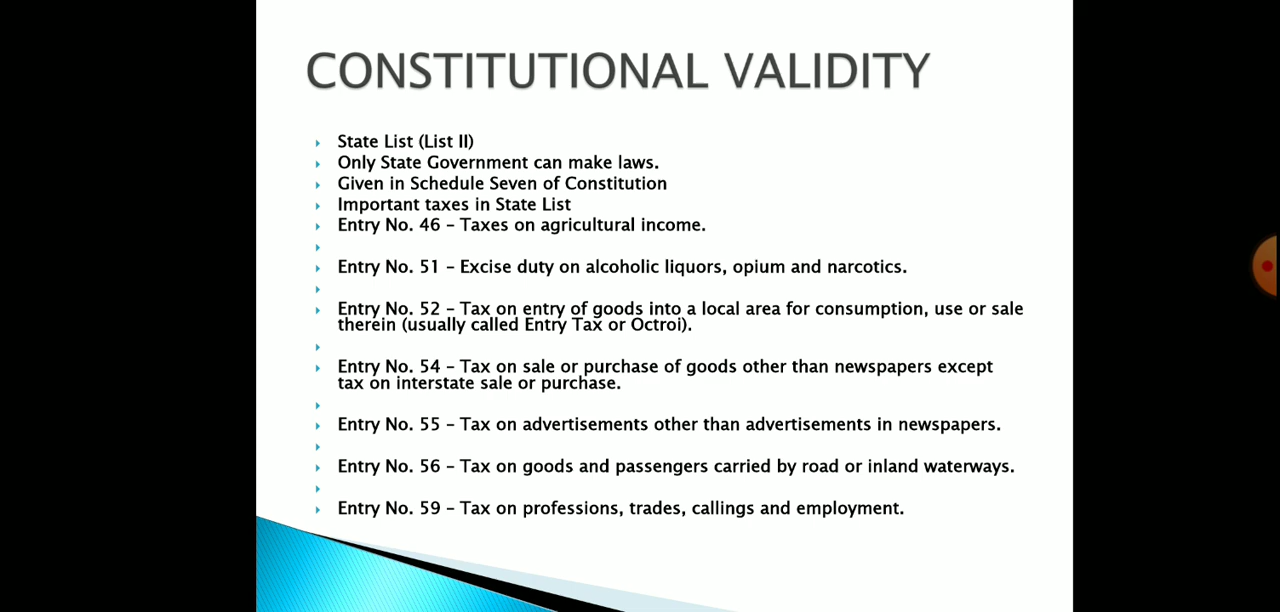 CONSTITUTIONAL VALIDITY
State List (List II)
Only State Government can make laws.
Given in Schedule Seven of Constitution
Important taxes in State List
Entry No. 46 – Taxes on agricultural income.
Entry No. 51 – Excise duty on alcoholic liquors, opium and narcotics.
Entry No. 52 – Tax on entry of goods into a local area for consumption, use or sale
therein (usually called Entry Tax or Octroi).
Entry No. 54 – Tax on sale or purchase of goods other than newspapers except
tax on interstate sale or purchase.
Entry No. 55 – Tax on advertisements other than advertisements in newspapers.
Entry No. 56 – Tax on goods and passengers carried by road or inland waterways.
Entry No. 59 – Tax on professions, trades, callings and employment.